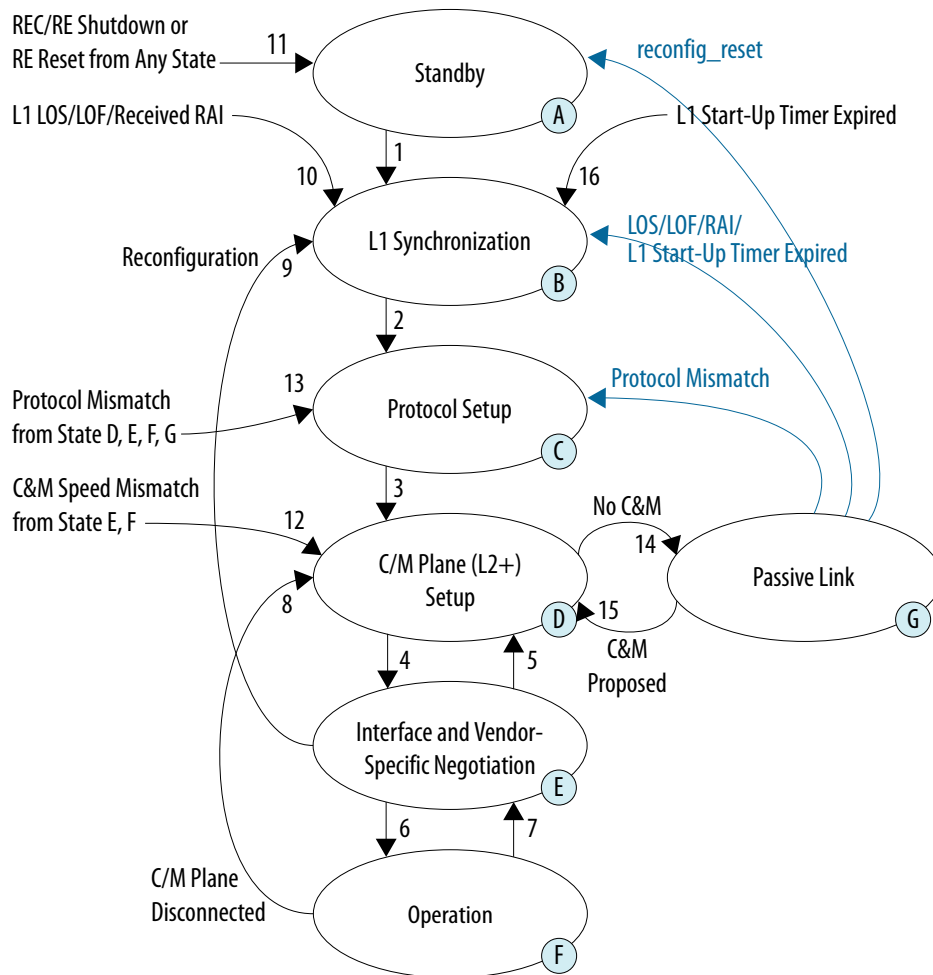 REC/RE Shutdown or
RE Reset from Any State
11
Standby
A
reconfig_reset
L1 LOS/LOF/Received RAI
10
1
L1 Start-Up Timer Expired
16
Reconfiguration
9
L1 Synchronization
B
LOS/LOF/RAI/
L1 Start-Up Timer Expired
2
Protocol Mismatch
from State D, E, F, G
13
Protocol Setup
C
Protocol Mismatch
3
C&M Speed Mismatch
from State E, F
12
8
C/M Plane (L2+)
Setup
D
No C&M
14
15
C&M
Proposed
Passive Link
G
4
5
Interface and Vendor-
Specific Negotiation
E
6
7
C/M Plane
Disconnected
Operation
F